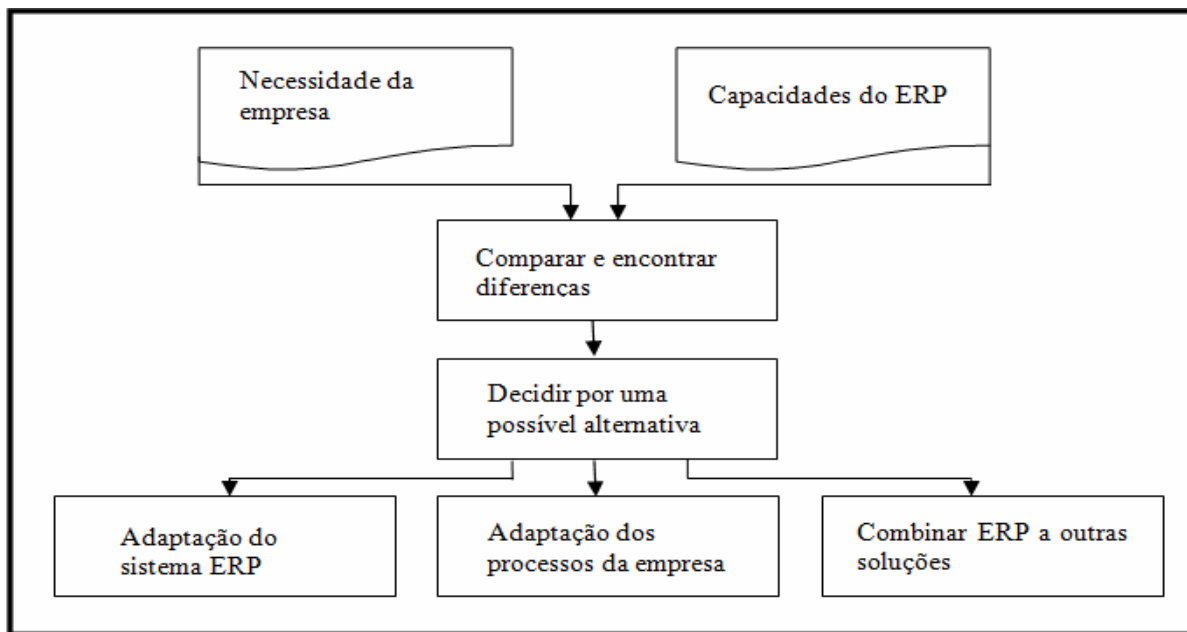 Necessidade da
empresa
Capacidades do ERP
Comparar e encontrar
diferenças
Decidir por uma
possível alternativa
Adaptação do
sistema ERP
Adaptação dos
processos da empresa
Combinar ERP a outras
soluções